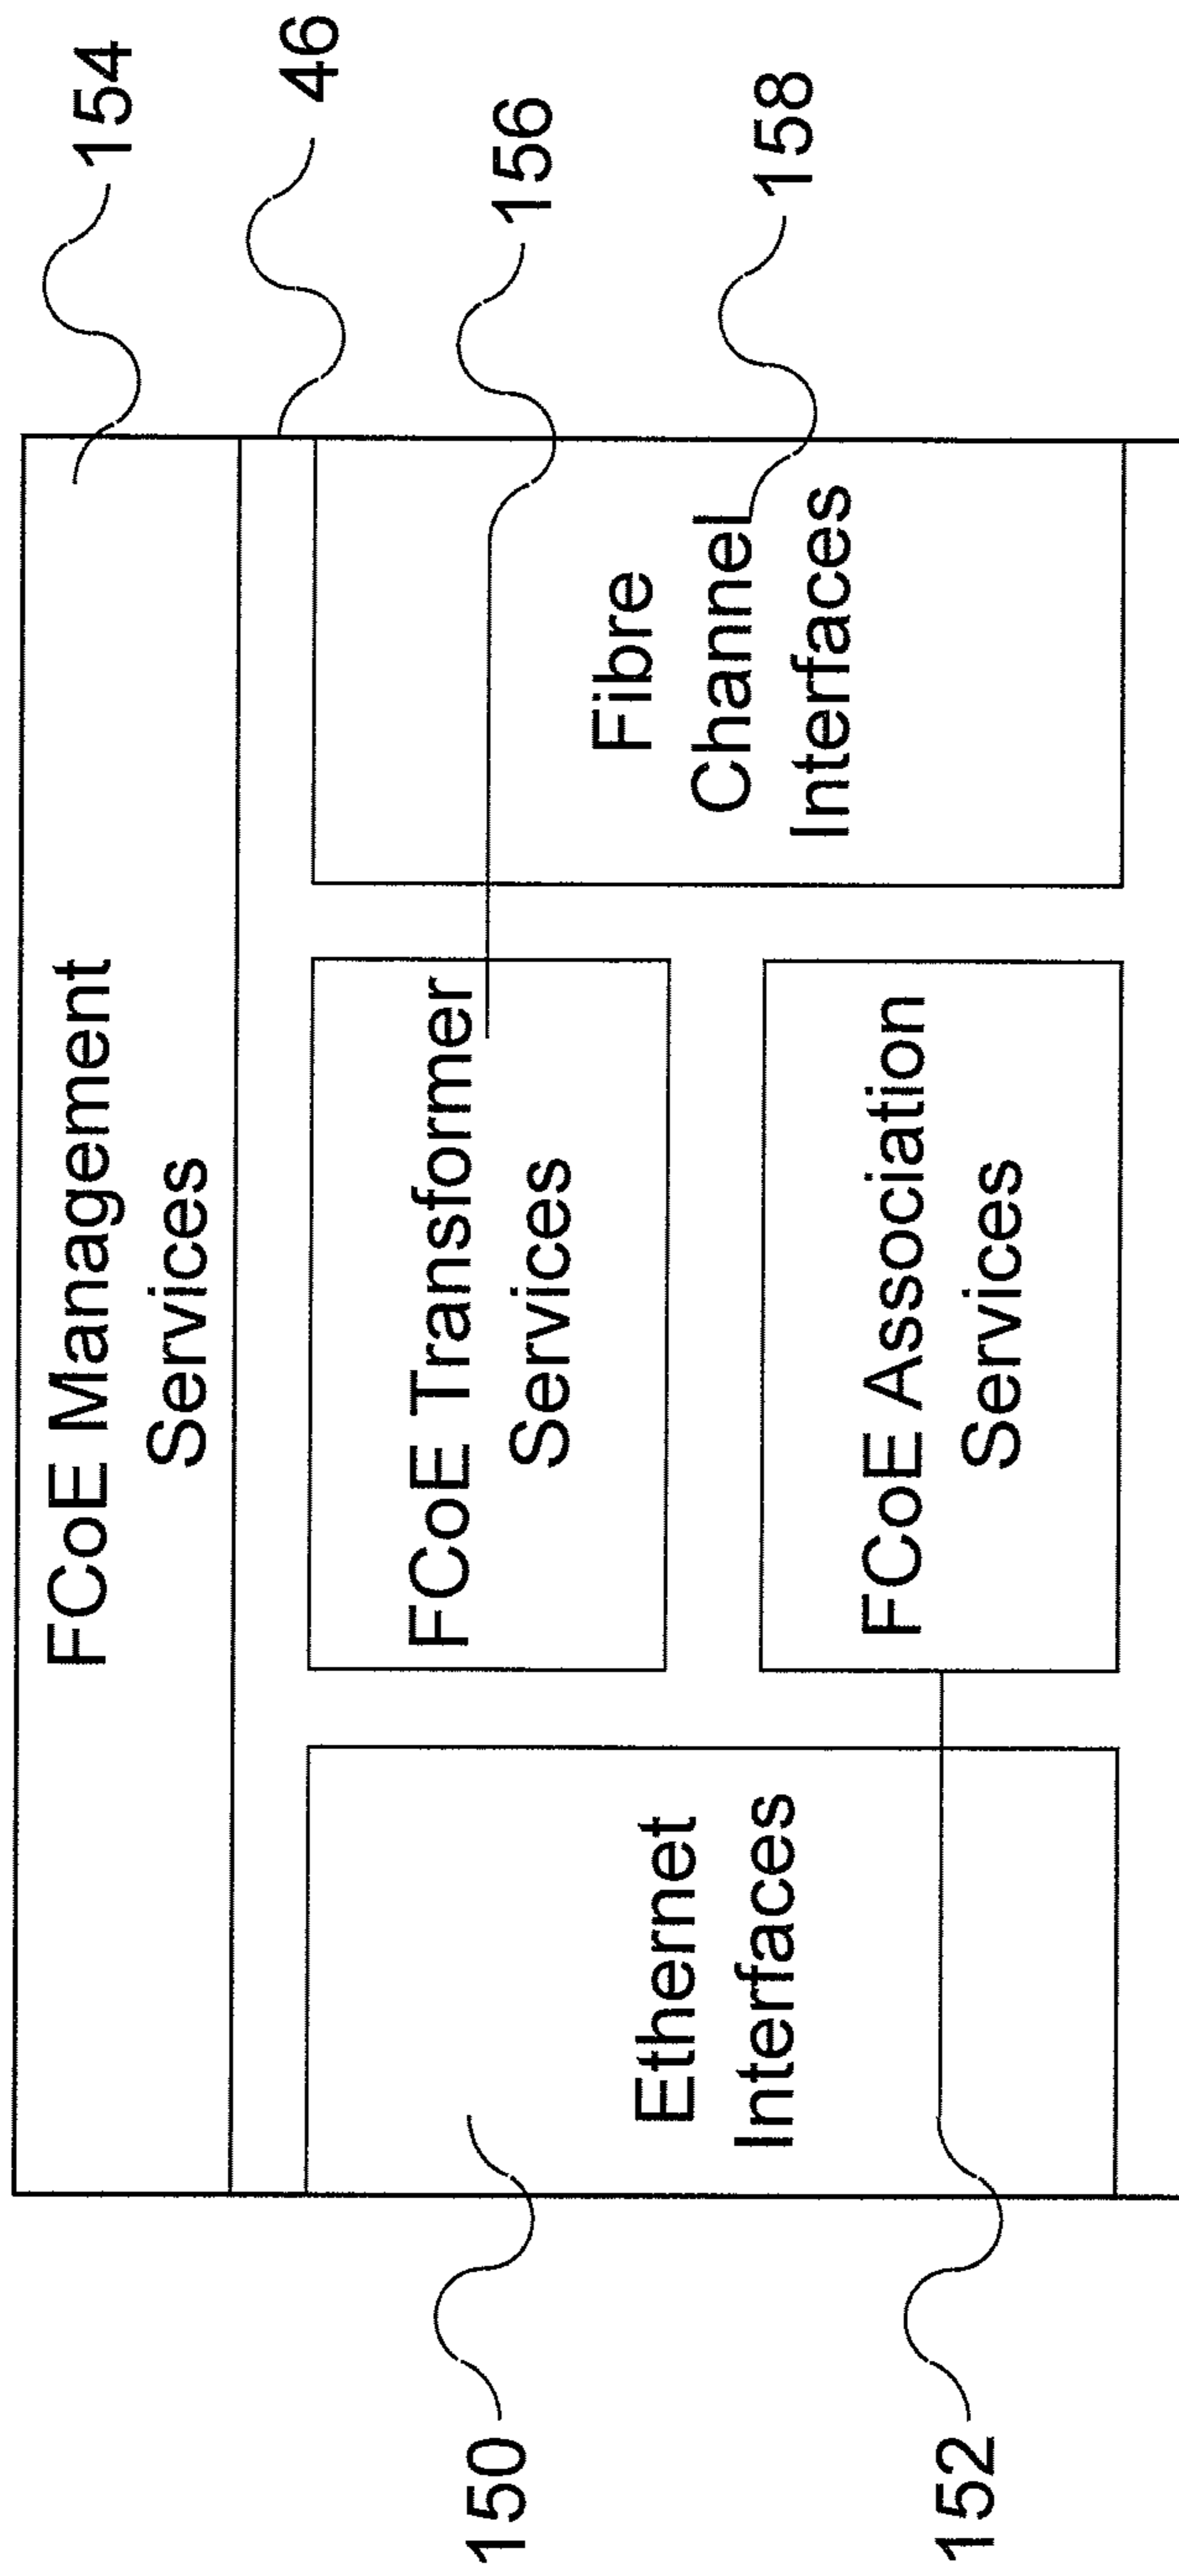 FCoE Management
Services
154
46
FCoE Transformer
Services
156
Ethernet
Interfaces
150
Fibre
Channel
Interfaces
158
FCoE Association
Services
152